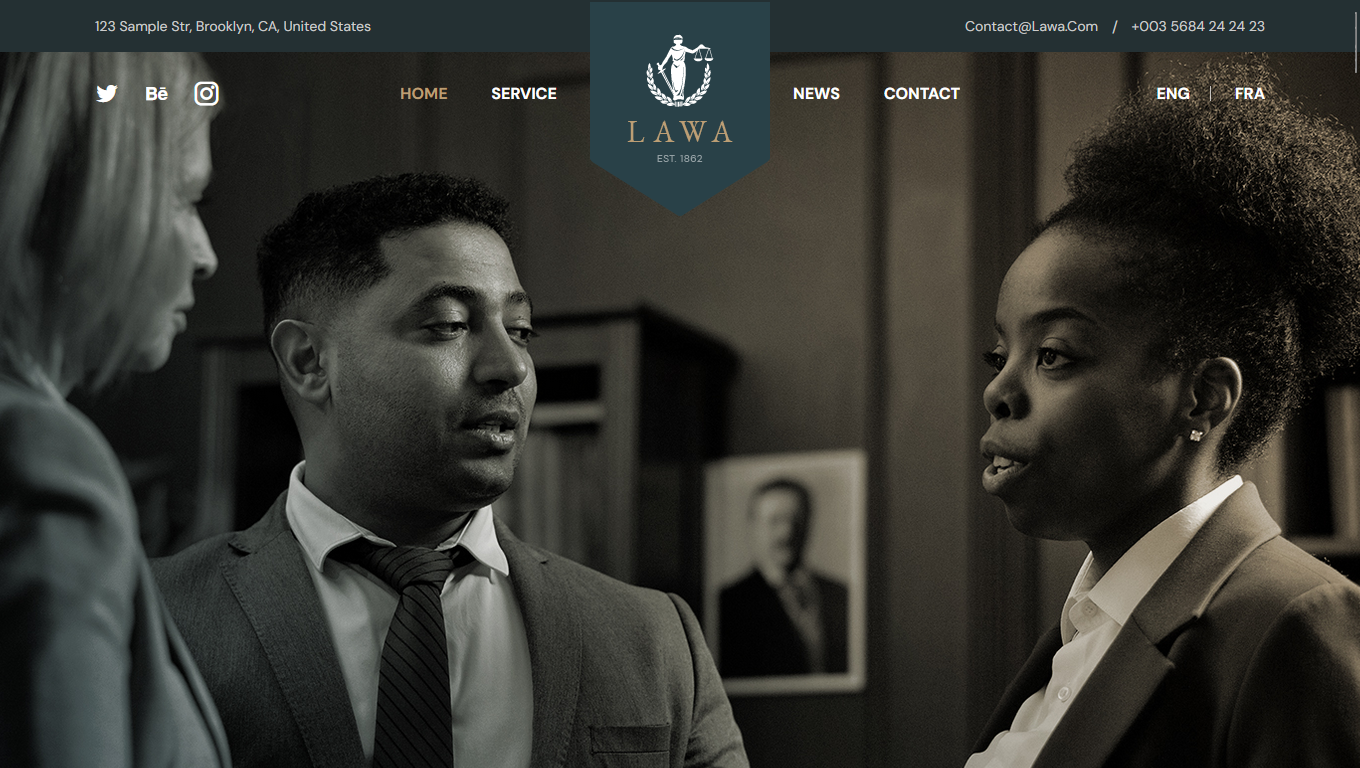 123 Sample Str, Brooklyn, CA, United States
Contact@Lawa.Com / +003 5684 24 24 23
Bē
HOME
SERVICE
LAWA
EST. 1862
NEWS
CONTACT
ENG
FRA